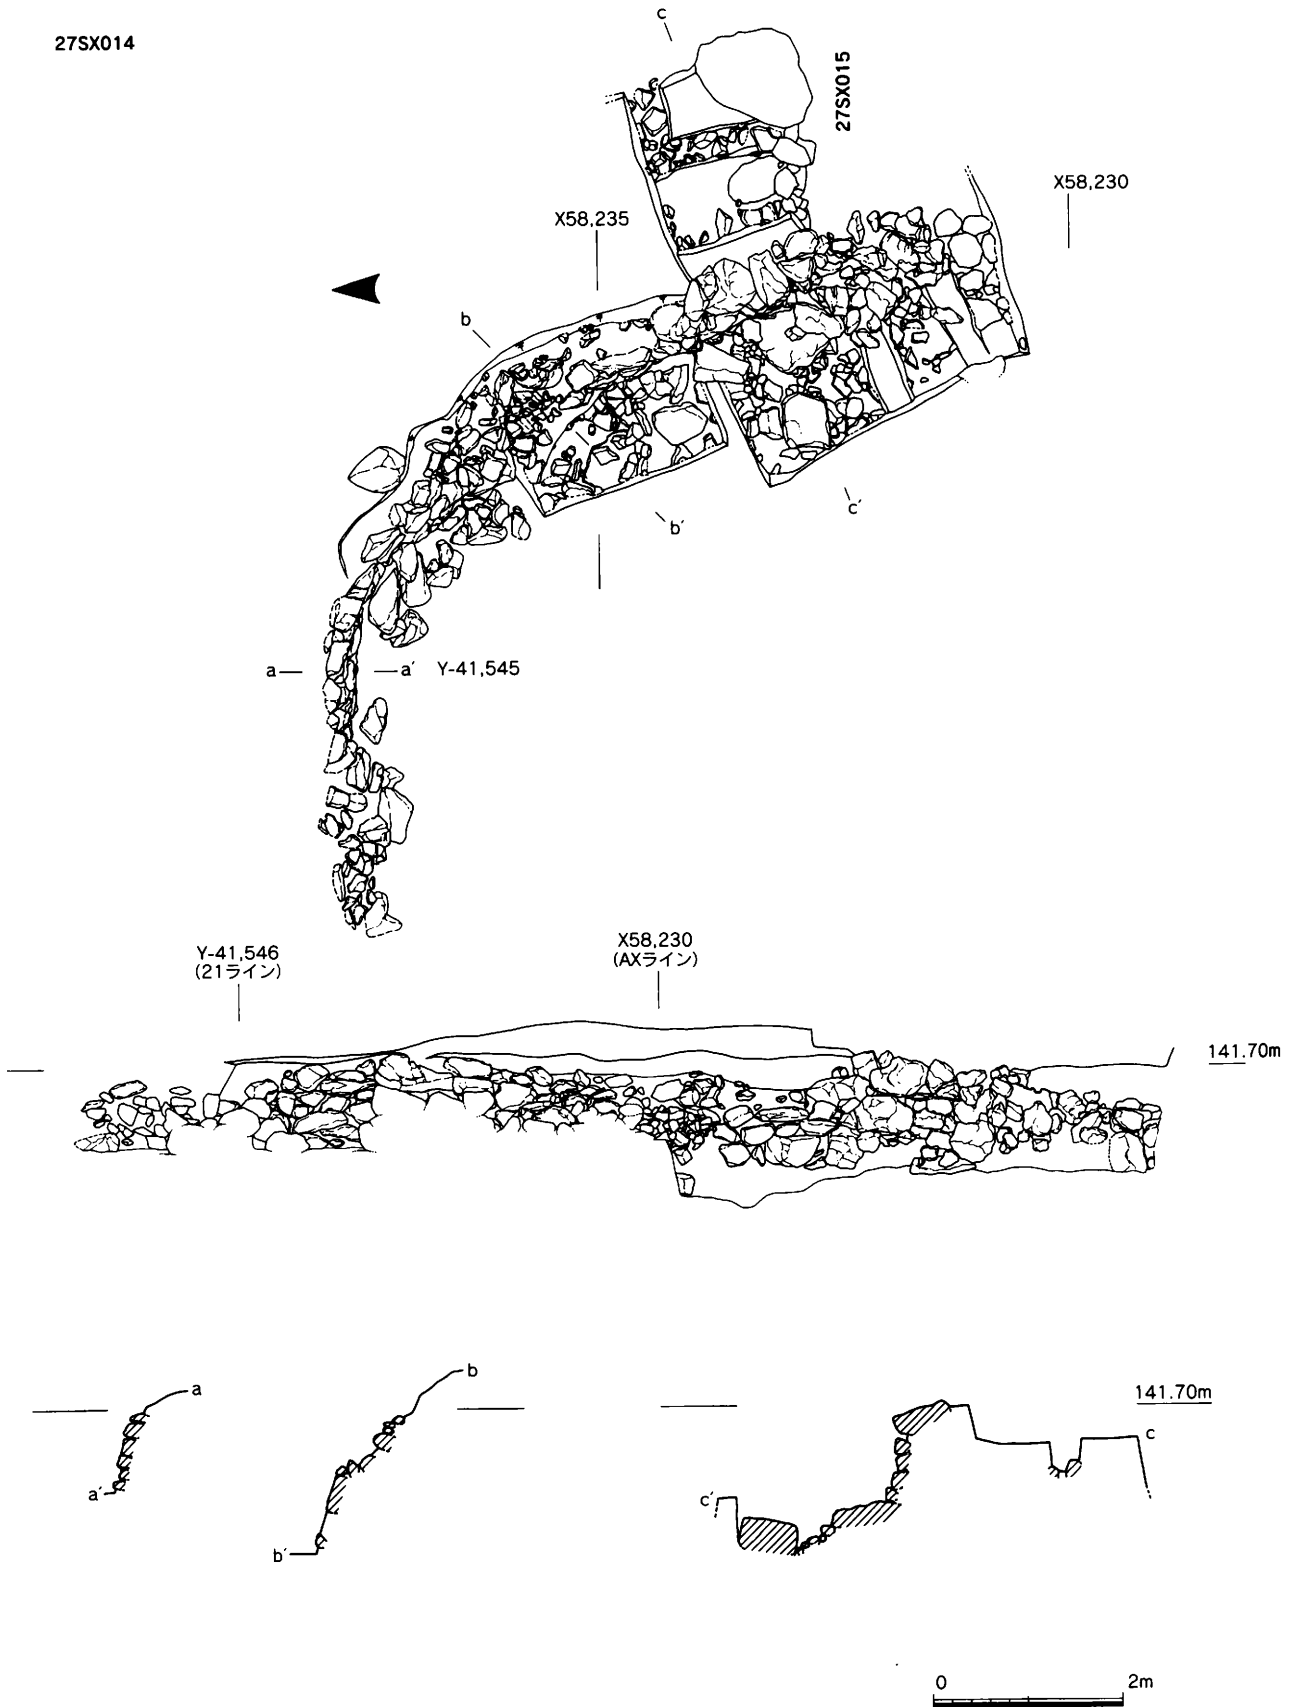 27SX014
c
27SX015
X58,230
X58,235
b
c′
b′
a
a′
Y-41,545
Y-41,546
(21ライン)
X58,230
(AXライン)
141.70m
a
b
141.70m
c
a′
c′
b′
0
2m